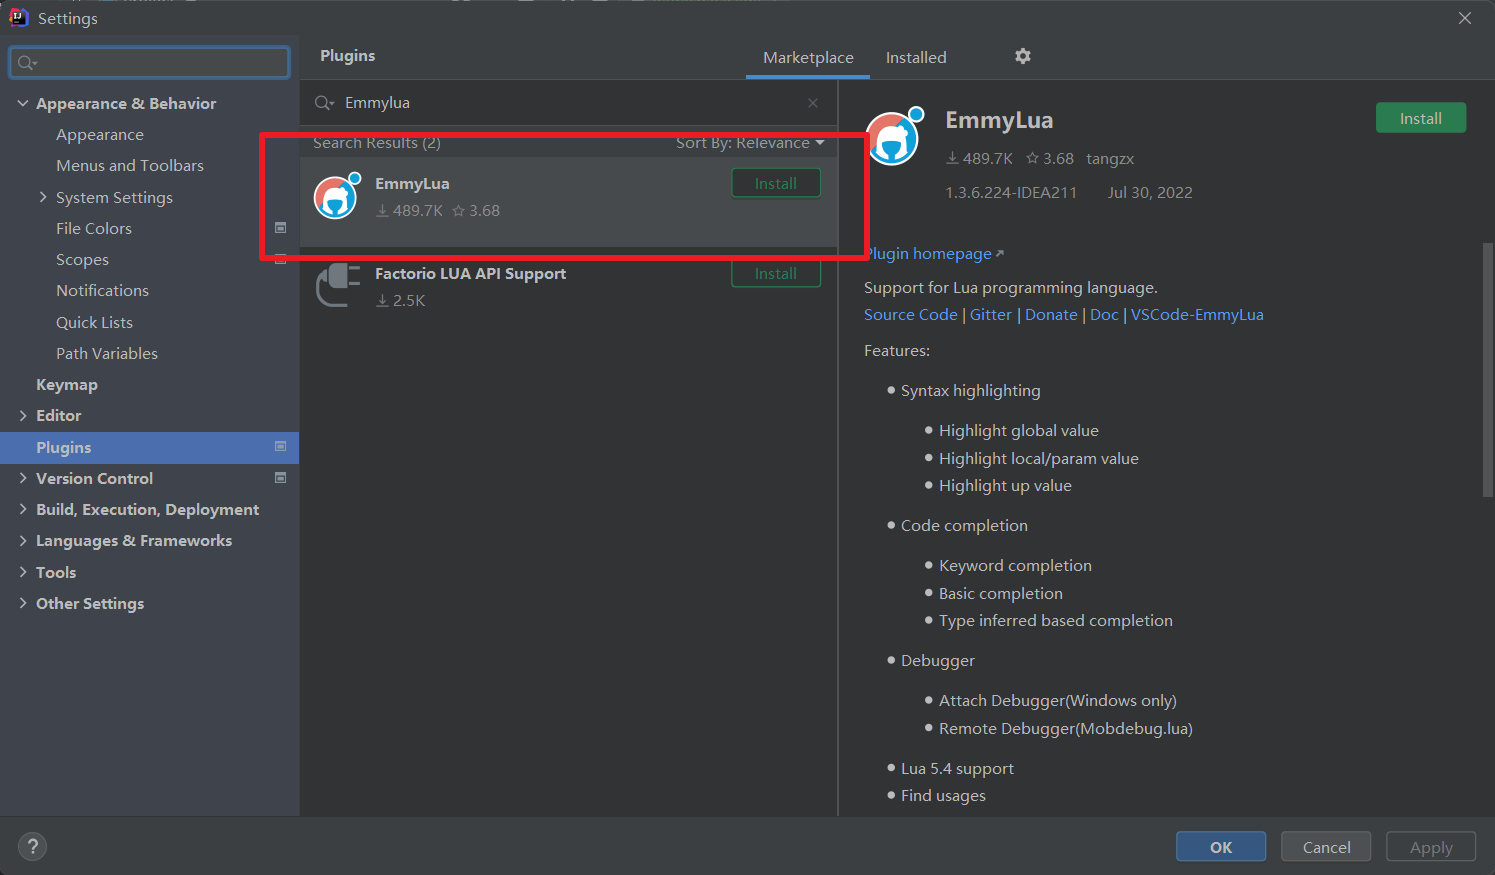 Settings
Appearance & Behavior
Appearance
Menus and Toolbars
System Settings
File Colors
Scopes
Notifications
Quick Lists
Path Variables
Keymap
Editor
Plugins
Version Control
Build, Execution, Deployment
Languages & Frameworks
Tools
Other Settings
Plugins
Marketplace
Installed
Emmylua
Search Results (2)
Sort By: Relevance
EmmyLua
Install
489.7K 3.68
Factorio LUA API Support
Install
2.5K
EmmyLua
Install
489.7K 3.68 tangzx
1.3.6.224-IDEA211 Jul 30, 2022
Plugin homepage
Support for Lua programming language.
Source Code | Gitter | Donate | Doc | VSCode-EmmyLua
Features:
Syntax highlighting
Highlight global value
Highlight local/param value
Highlight up value
Code completion
Keyword completion
Basic completion
Type inferred based completion
Debugger
Attach Debugger(Windows only)
Remote Debugger(Mobdebug.lua)
Lua 5.4 support
Find usages
?
OK
Cancel
Apply